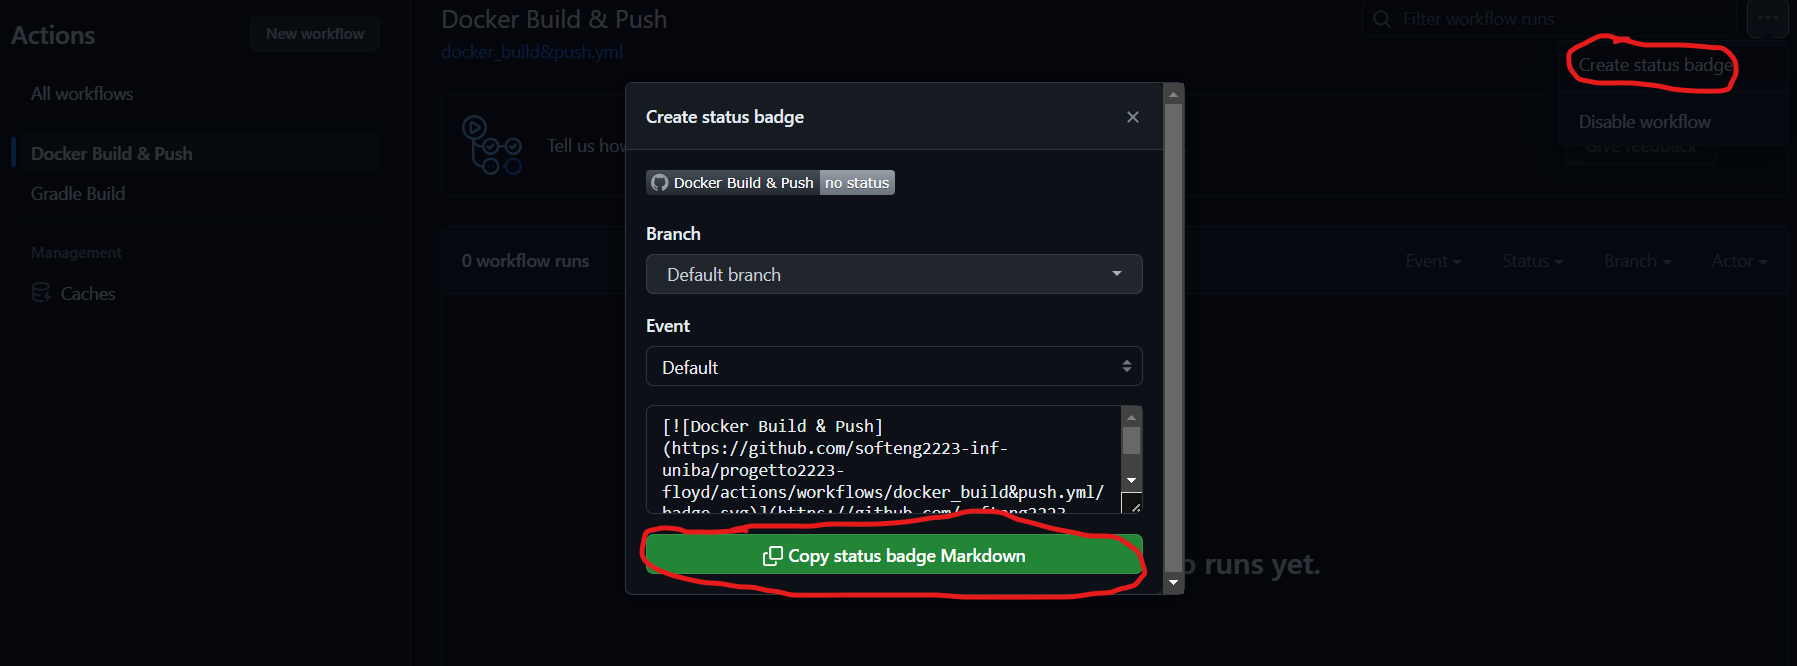 Actions
New workflow
All workflows
Docker Build & Push
Gradle Build
Management
Caches
Docker Build & Push
docker_build&push.yml
Filter workflow runs
Create status badge
Disable workflow
Tell us how
Give feedback
0 workflow runs
Event
Status
Branch
Actor
runs yet.
Create status badge
Docker Build & Push no status
Branch
Default branch
Event
Default
[![Docker Build & Push]
(https://github.com/softeng2223-inf-
uniba/progetto2223-
floyd/actions/workflows/docker_build&push.yml/
badge.svg)](https://github.com/softeng2223-
Copy status badge Markdown